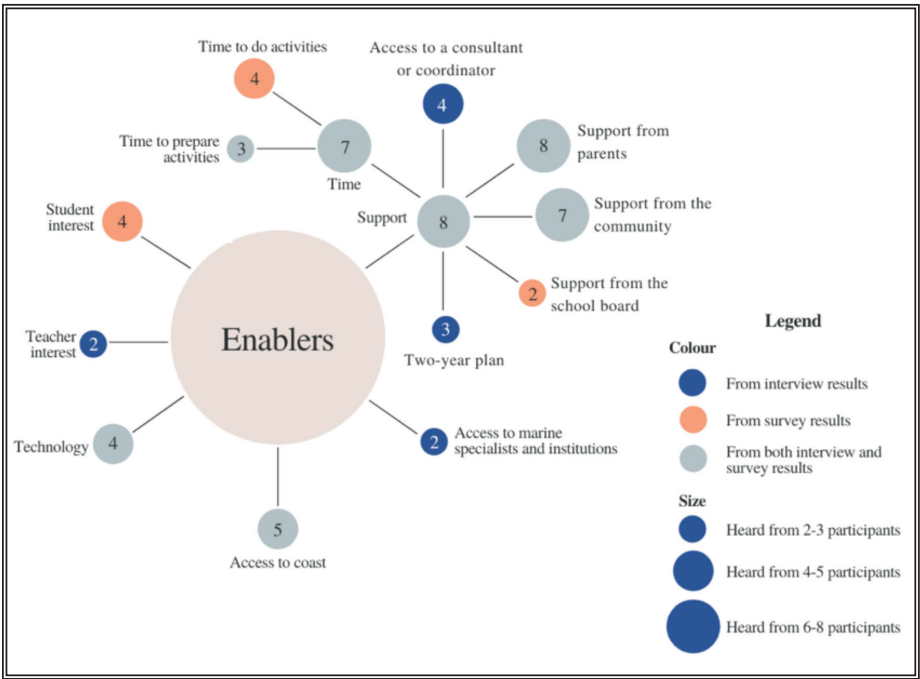 Time to do activities
4
Access to a consultant
or coordinator
4
Time to prepare
activities
3
7
Time
8
Support from
parents
Support
8
7
Support from the
community
Student
interest
4
2
Support from the
school board
3
Two-year plan
Enablers
Teacher
interest
2
Technology
4
2
Access to marine
specialists and institutions
5
Access to coast
Legend
Colour
From interview results
From survey results
From both interview and
survey results
Size
Heard from 2-3 participants
Heard from 4-5 participants
Heard from 6-8 participants